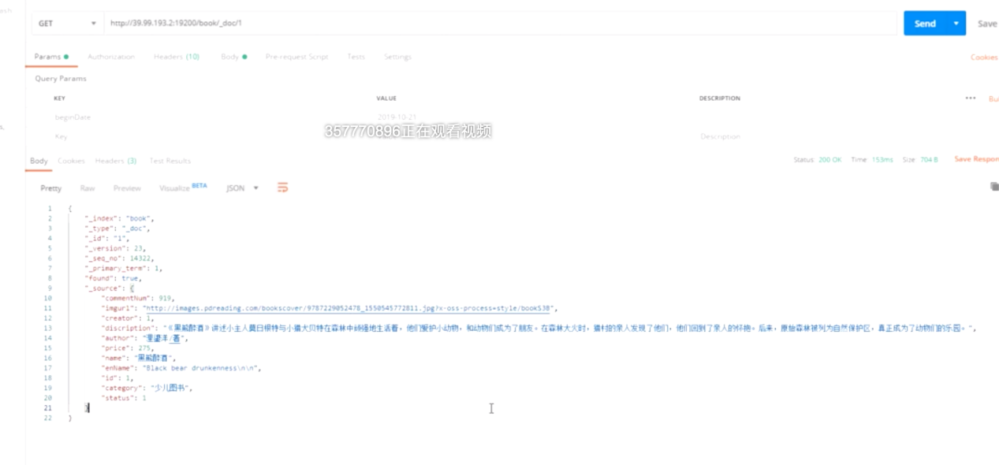 GET http://39.99.193.2:19200/book/_doc/1 Send Save
Params Authorization Headers (10) Body Pre-request Script Tests Settings Cookies
Query Params
KEY VALUE DESCRIPTION ••• Bu
beginDate 2019-10-21
357770896正在观看视频
Key Description
Body Cookies Headers (3) Test Results Status: 200 OK Time: 153ms Size: 704 B Save Respon
Pretty Raw Preview Visualize BETA JSON
1 {
2 "_index": "book",
3 "_type": "_doc",
4 "_id": "1",
5 "_version": 23,
6 "_seq_no": 14322,
7 "_primary_term": 1,
8 "found": true,
9 "_source": {
10 "commentNum": 919,
11 "imgurl": "http://images.pdreading.com/bookscover/9787229052478_1550545772811.jpg?x-oss-process=style/bookS3B",
12 "creator": 1,
13 "discription": "《黑熊醉酒》讲述小主人莫日根特与小猎犬贝特在森林中顽强地生活着，他们爱护小动物，和动物们成为了朋友。在森林大火时，猎村的亲人发现了他们，他们回到了亲人的怀抱。后来，原始森林被列为自然保护区，真正成为了动物们的乐园。",
14 "author": "望洋/著",
15 "price": 275,
16 "name": "黑熊醉酒",
17 "enName": "Black bear drunkenness\n\n",
18 "id": 1,
19 "category": "少儿图书",
20 "status": 1
21 }
22 }